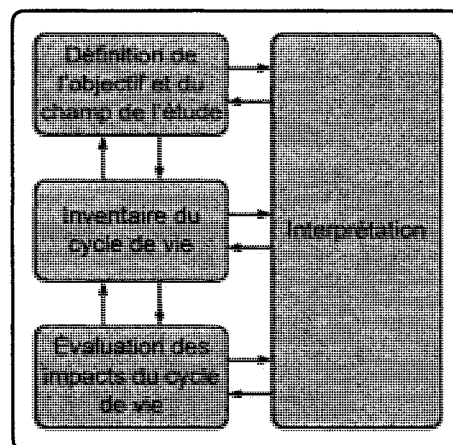 Définition de
l'objectif et du
champ de l'étude
Inventaire du
cycle de vie
Interprétation
Évaluation des
impacts du cycle
de vie